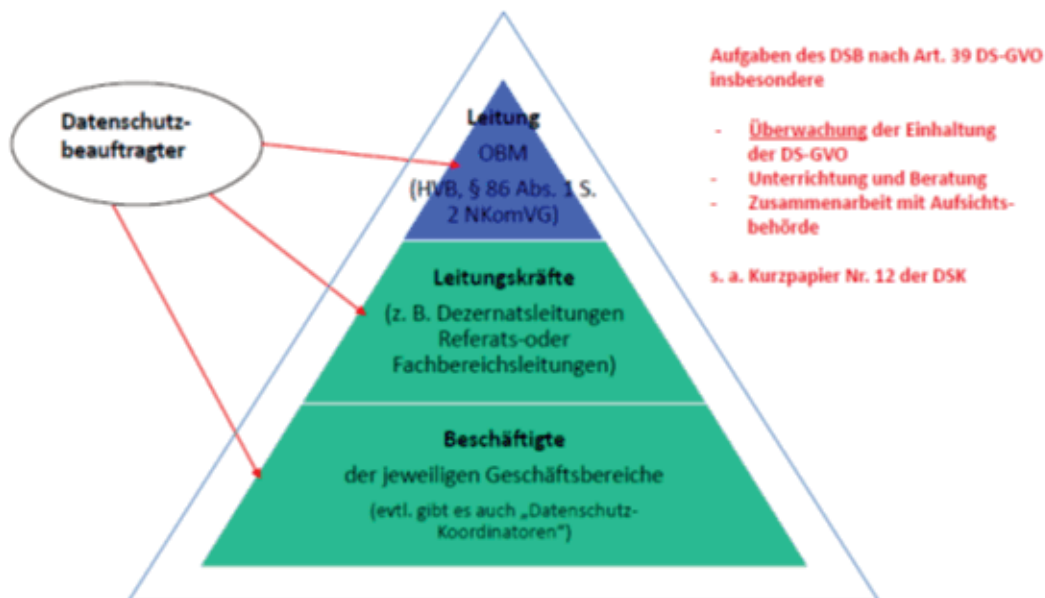 Datenschutz-
beauftragter
Leitung
OBM
(HVB, § 86 Abs. 1 S.
2 NKomVG)
Leitungskräfte
(z. B. Dezernatsleitungen
Referats-oder
Fachbereichsleitungen)
Beschäftigte
der jeweiligen Geschäftsbereiche
(evtl. gibt es auch „Datenschutz-
Koordinatoren“)
Aufgaben des DSB nach Art. 39 DS-GVO
insbesondere
- Überwachung der Einhaltung
der DS-GVO
- Unterrichtung und Beratung
- Zusammenarbeit mit Aufsichts-
behörde
s. a. Kurzpapier Nr. 12 der DSK